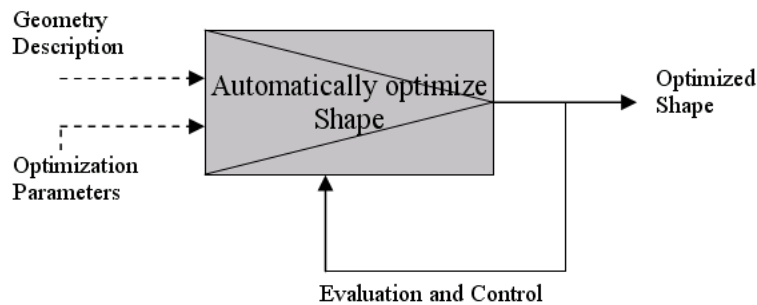 Geometry
Description
Automatically optimize
Shape
Optimized
Shape
Optimization
Parameters
Evaluation and Control